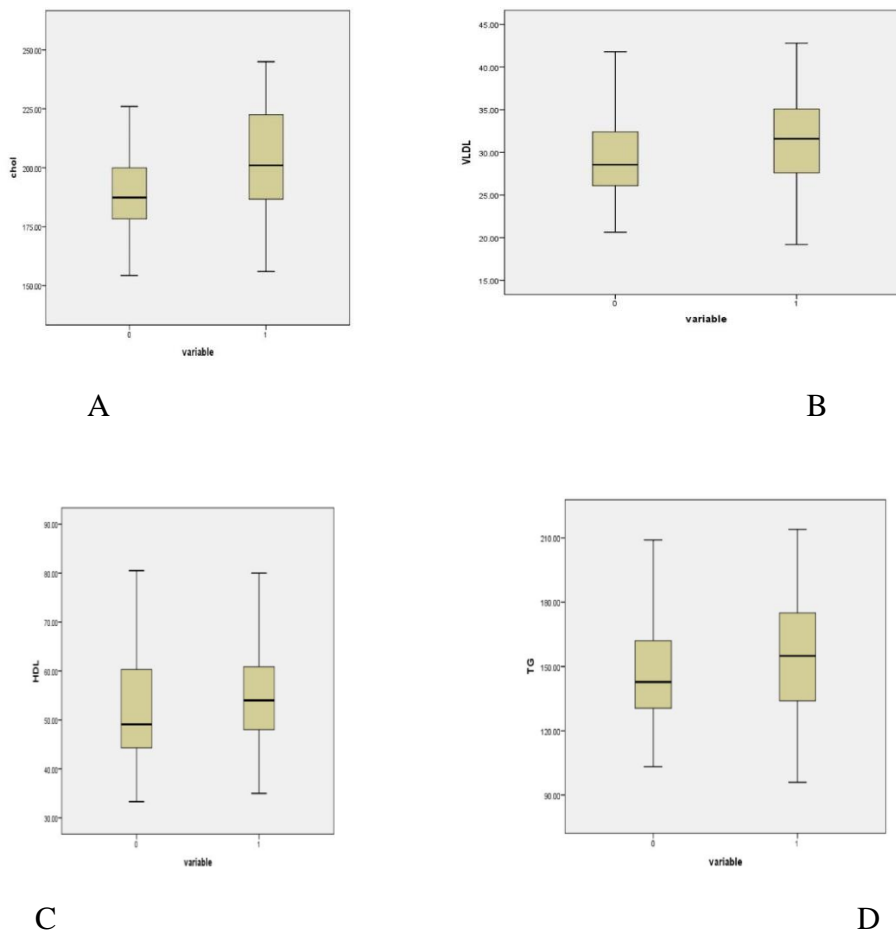 chol
250.00
225.00
200.00
175.00
150.00
0 1
variable
A
VLDL
45.00
40.00
35.00
30.00
25.00
20.00
15.00
0 1
variable
B
HDL
90.00
80.00
70.00
60.00
50.00
40.00
30.00
0 1
variable
C
TG
210.00
180.00
150.00
120.00
90.00
0 1
variable
D